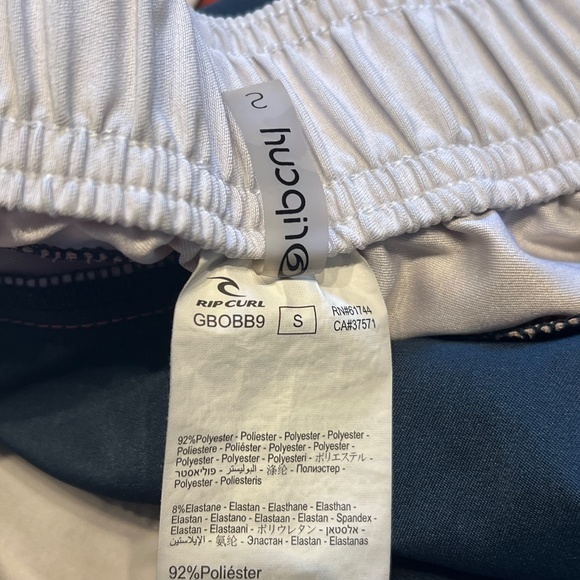 S
ripcurl
RIP CURL
GBOBB9
S
RN#61744
CA#37571
92%Polyester - Poliester - Polyester - Polyester -
Poliestere - Poliéster - Polyester - Polyester -
Polyester - Polyester - Polyesteri - ポリエステル -
פוליאסטר - البوليستر - 涤纶 - Полиэстер -
Polyester - Poliesteris
8%Elastane - Elastan - Elasthane - Elasthan -
Elastan - Elastano - Elastaan - Elastan - Spandex -
Elastan - Elastaani - ポリウレタン - אלסטאן -
الإيلاستين - 氨纶 - Эластан - Elastan - Elastanas
92%Poliéster